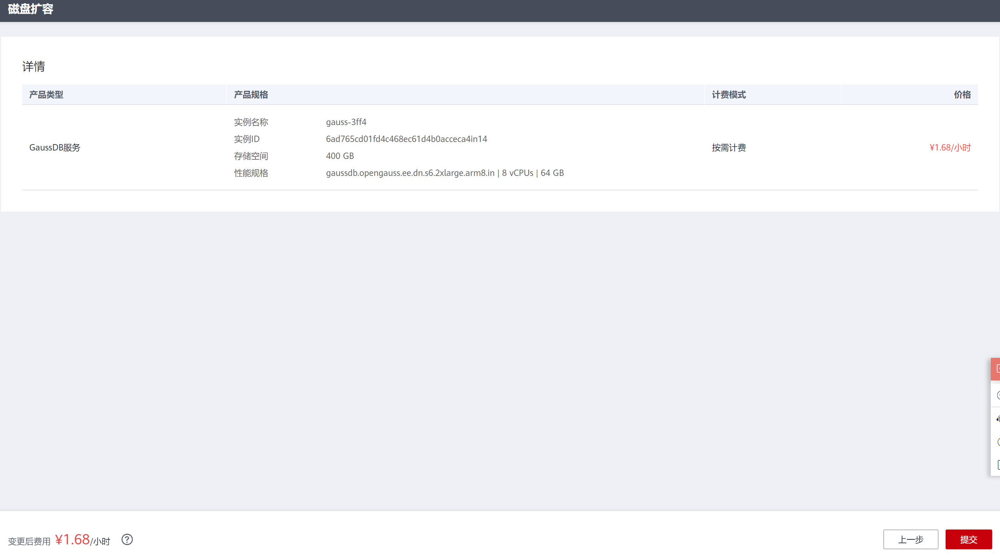 磁盘扩容
详情
产品类型 产品规格 计费模式 价格
实例名称 gauss-3ff4
实例ID 6ad765cd01fd4c468ec61d4b0acceca4in14
GaussDB服务 按需计费 ¥1.68/小时
存储空间 400 GB
性能规格 gaussdb.opengauss.ee.dn.s6.2xlarge.arm8.in | 8 vCPUs | 64 GB
变更后费用 ¥1.68/小时 ?
上一步 提交